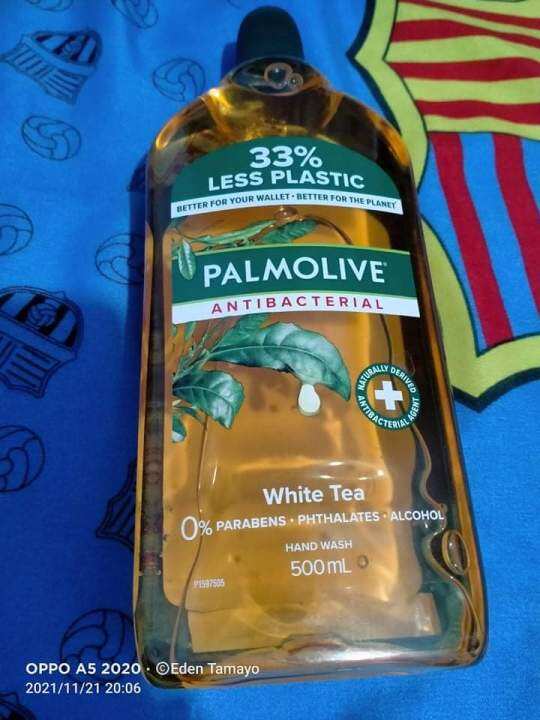 33%
LESS PLASTIC
BETTER FOR YOUR WALLET • BETTER FOR THE PLANET
PALMOLIVE®
ANTIBACTERIAL
NATURALLY DERIVED
ANTIBACTERIAL AGENT
White Tea
0% PARABENS • PHTHALATES • ALCOHOL
HAND WASH
500mL
P1597505
OPPO A5 2020 · ©Eden Tamayo
2021/11/21 20:06